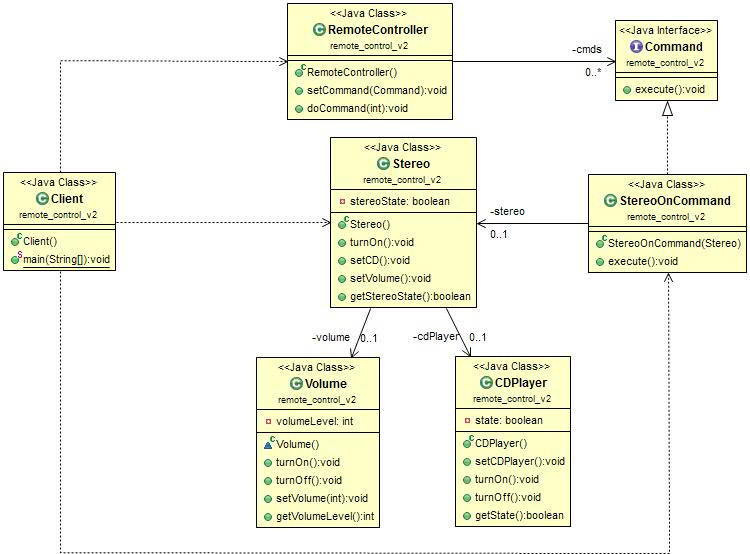 <<Java Class>>
RemoteController
remote_control_v2
RemoteController()
setCommand(Command):void
doCommand(int):void
-cmds
0..*
<<Java Interface>>
Command
remote_control_v2
execute():void
<<Java Class>>
Client
remote_control_v2
Client()
main(String[]):void
<<Java Class>>
Stereo
remote_control_v2
stereoState: boolean
Stereo()
turnOn():void
setCD():void
setVolume():void
getStereoState():boolean
-stereo
0..1
<<Java Class>>
StereoOnCommand
remote_control_v2
StereoOnCommand(Stereo)
execute():void
-volume
0..1
-cdPlayer
0..1
<<Java Class>>
Volume
remote_control_v2
volumeLevel: int
Volume()
turnOn():void
turnOff():void
setVolume(int):void
getVolumeLevel():int
<<Java Class>>
CDPlayer
remote_control_v2
state: boolean
CDPlayer()
setCDPlayer():void
turnOn():void
turnOff():void
getState():boolean